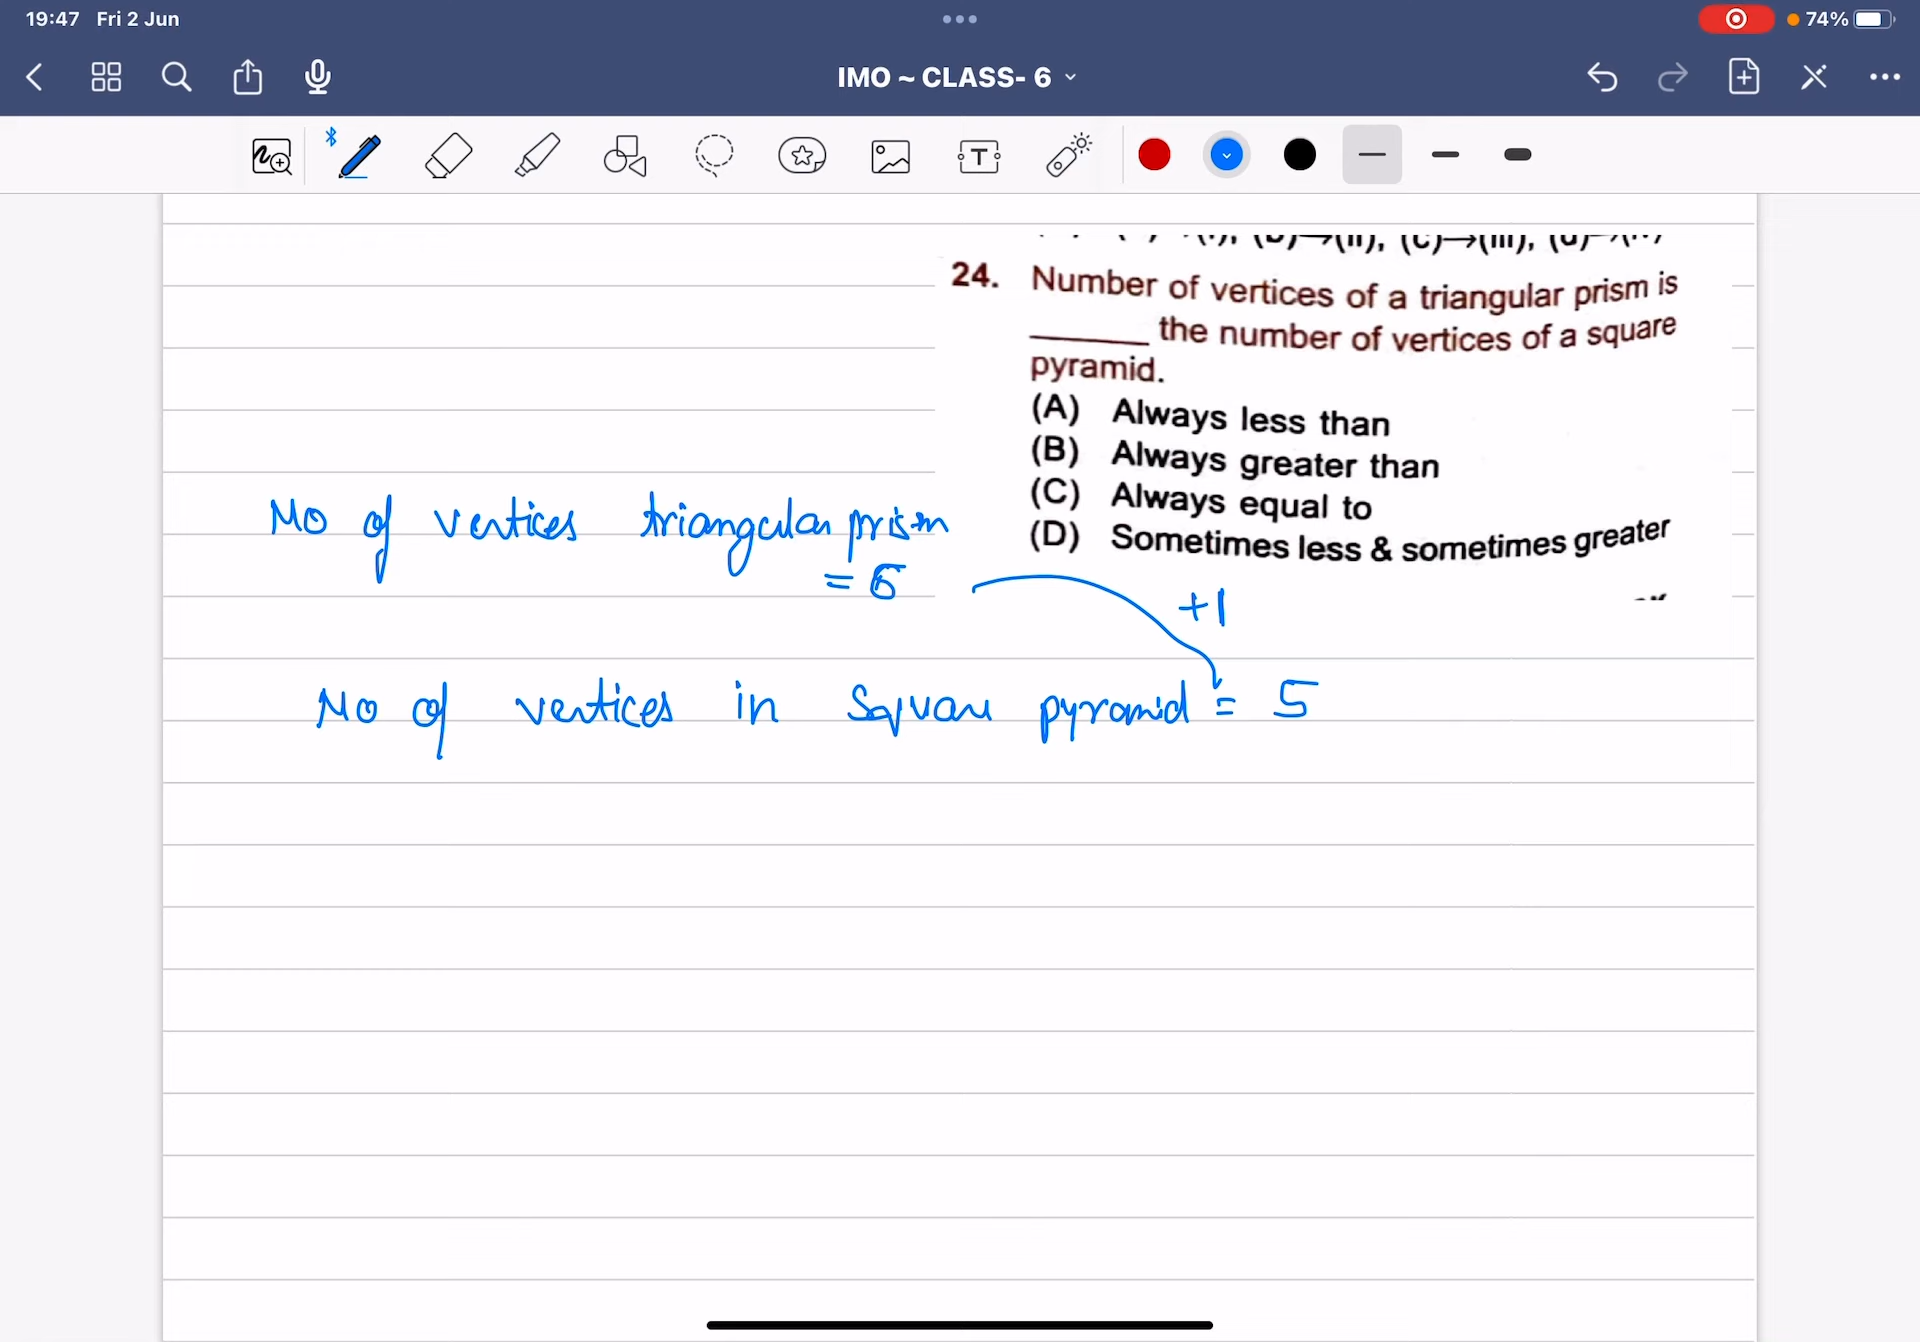 19:47 Fri 2 Jun
74%
IMO ~ CLASS- 6
24. Number of vertices of a triangular prism is
______ the number of vertices of a square
pyramid.
(A) Always less than
(B) Always greater than
(C) Always equal to
(D) Sometimes less & sometimes greater
No of vertices triangular prism
= 6
+1
No of vertices in Square pyramid = 5